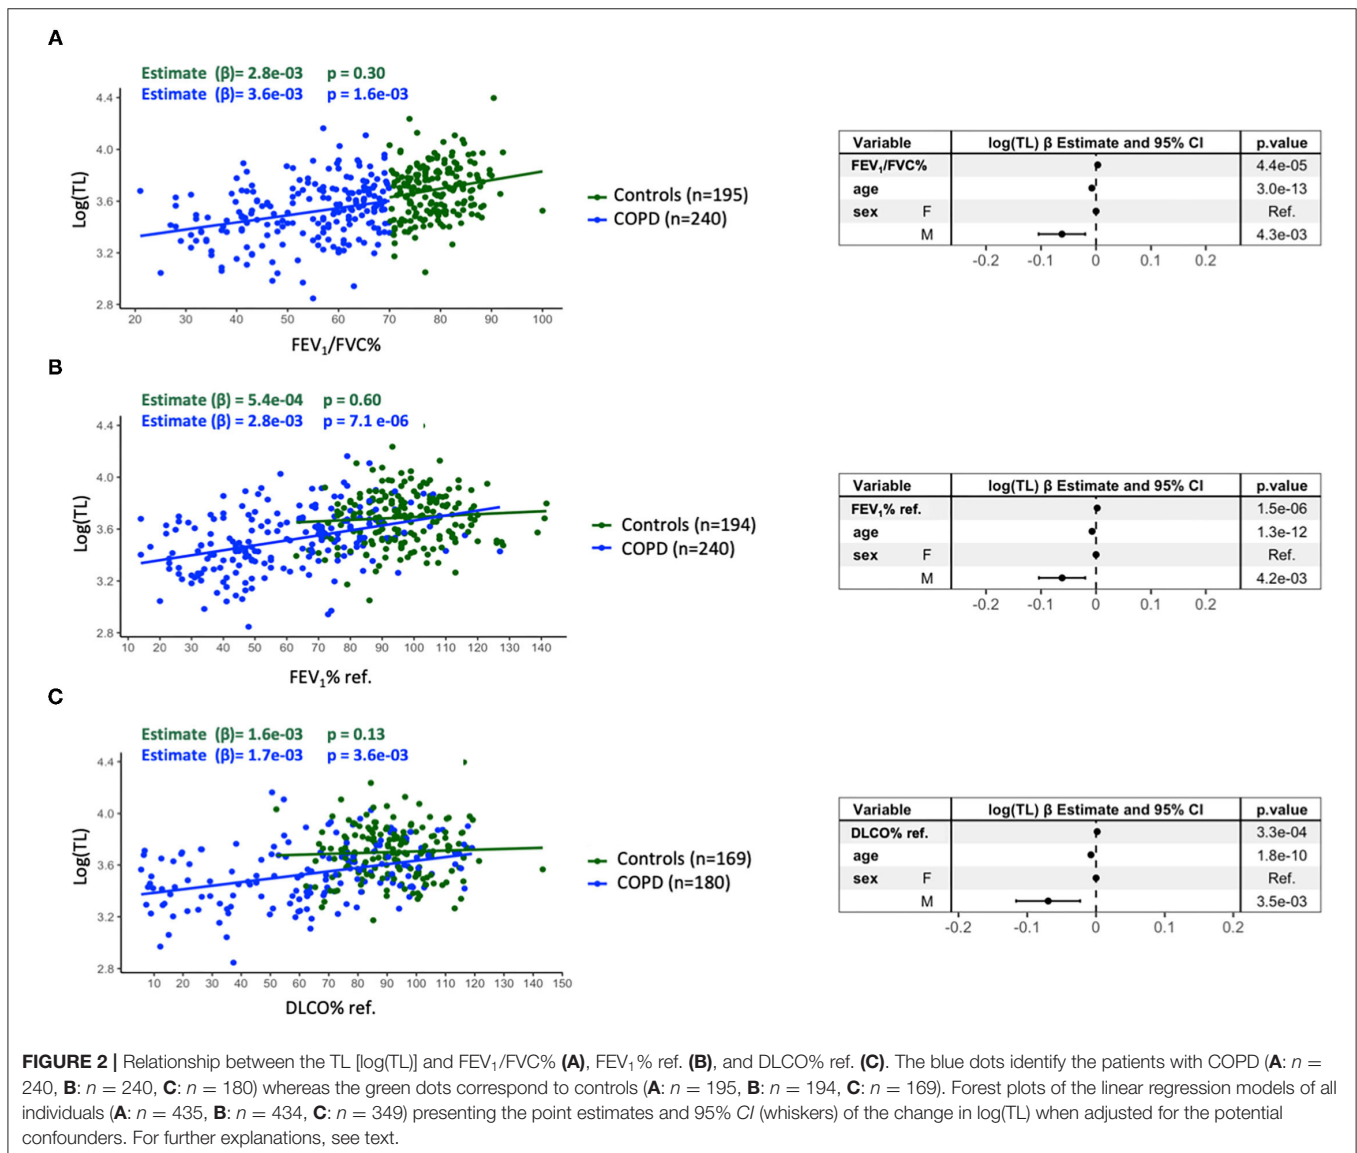 A
Estimate (β)= 2.8e-03 p = 0.30
Estimate (β)= 3.6e-03 p = 1.6e-03
4.4
4.0
3.6
3.2
2.8
Log(TL)
20 30 40 50 60 70 80 90 100
FEV1/FVC%
Controls (n=195)
COPD (n=240)
Variable log(TL) β Estimate and 95% CI p.value
FEV1/FVC% 4.4e-05
age 3.0e-13
sex F Ref.
M 4.3e-03
-0.2 -0.1 0 0.1 0.2
B
Estimate (β) = 5.4e-04 p = 0.60
Estimate (β) = 2.8e-03 p = 7.1 e-06
4.4
4.0
3.6
3.2
2.8
Log(TL)
10 20 30 40 50 60 70 80 90 100 110 120 130 140
FEV1% ref.
Controls (n=194)
COPD (n=240)
Variable log(TL) β Estimate and 95% CI p.value
FEV1% ref. 1.5e-06
age 1.3e-12
sex F Ref.
M 4.2e-03
-0.2 -0.1 0 0.1 0.2
C
Estimate (β)= 1.6e-03 p = 0.13
Estimate (β)= 1.7e-03 p = 3.6e-03
4.4
4.0
3.6
3.2
2.8
Log(TL)
10 20 30 40 50 60 70 80 90 100 110 120 130 140 150
DLCO% ref.
Controls (n=169)
COPD (n=180)
Variable log(TL) β Estimate and 95% CI p.value
DLCO% ref. 3.3e-04
age 1.8e-10
sex F Ref.
M 3.5e-03
-0.2 -0.1 0 0.1 0.2
FIGURE 2 | Relationship between the TL [log(TL)] and FEV1/FVC% (A), FEV1% ref. (B), and DLCO% ref. (C). The blue dots identify the patients with COPD (A: n =
240, B: n = 240, C: n = 180) whereas the green dots correspond to controls (A: n = 195, B: n = 194, C: n = 169). Forest plots of the linear regression models of all
individuals (A: n = 435, B: n = 434, C: n = 349) presenting the point estimates and 95% CI (whiskers) of the change in log(TL) when adjusted for the potential
confounders. For further explanations, see text.